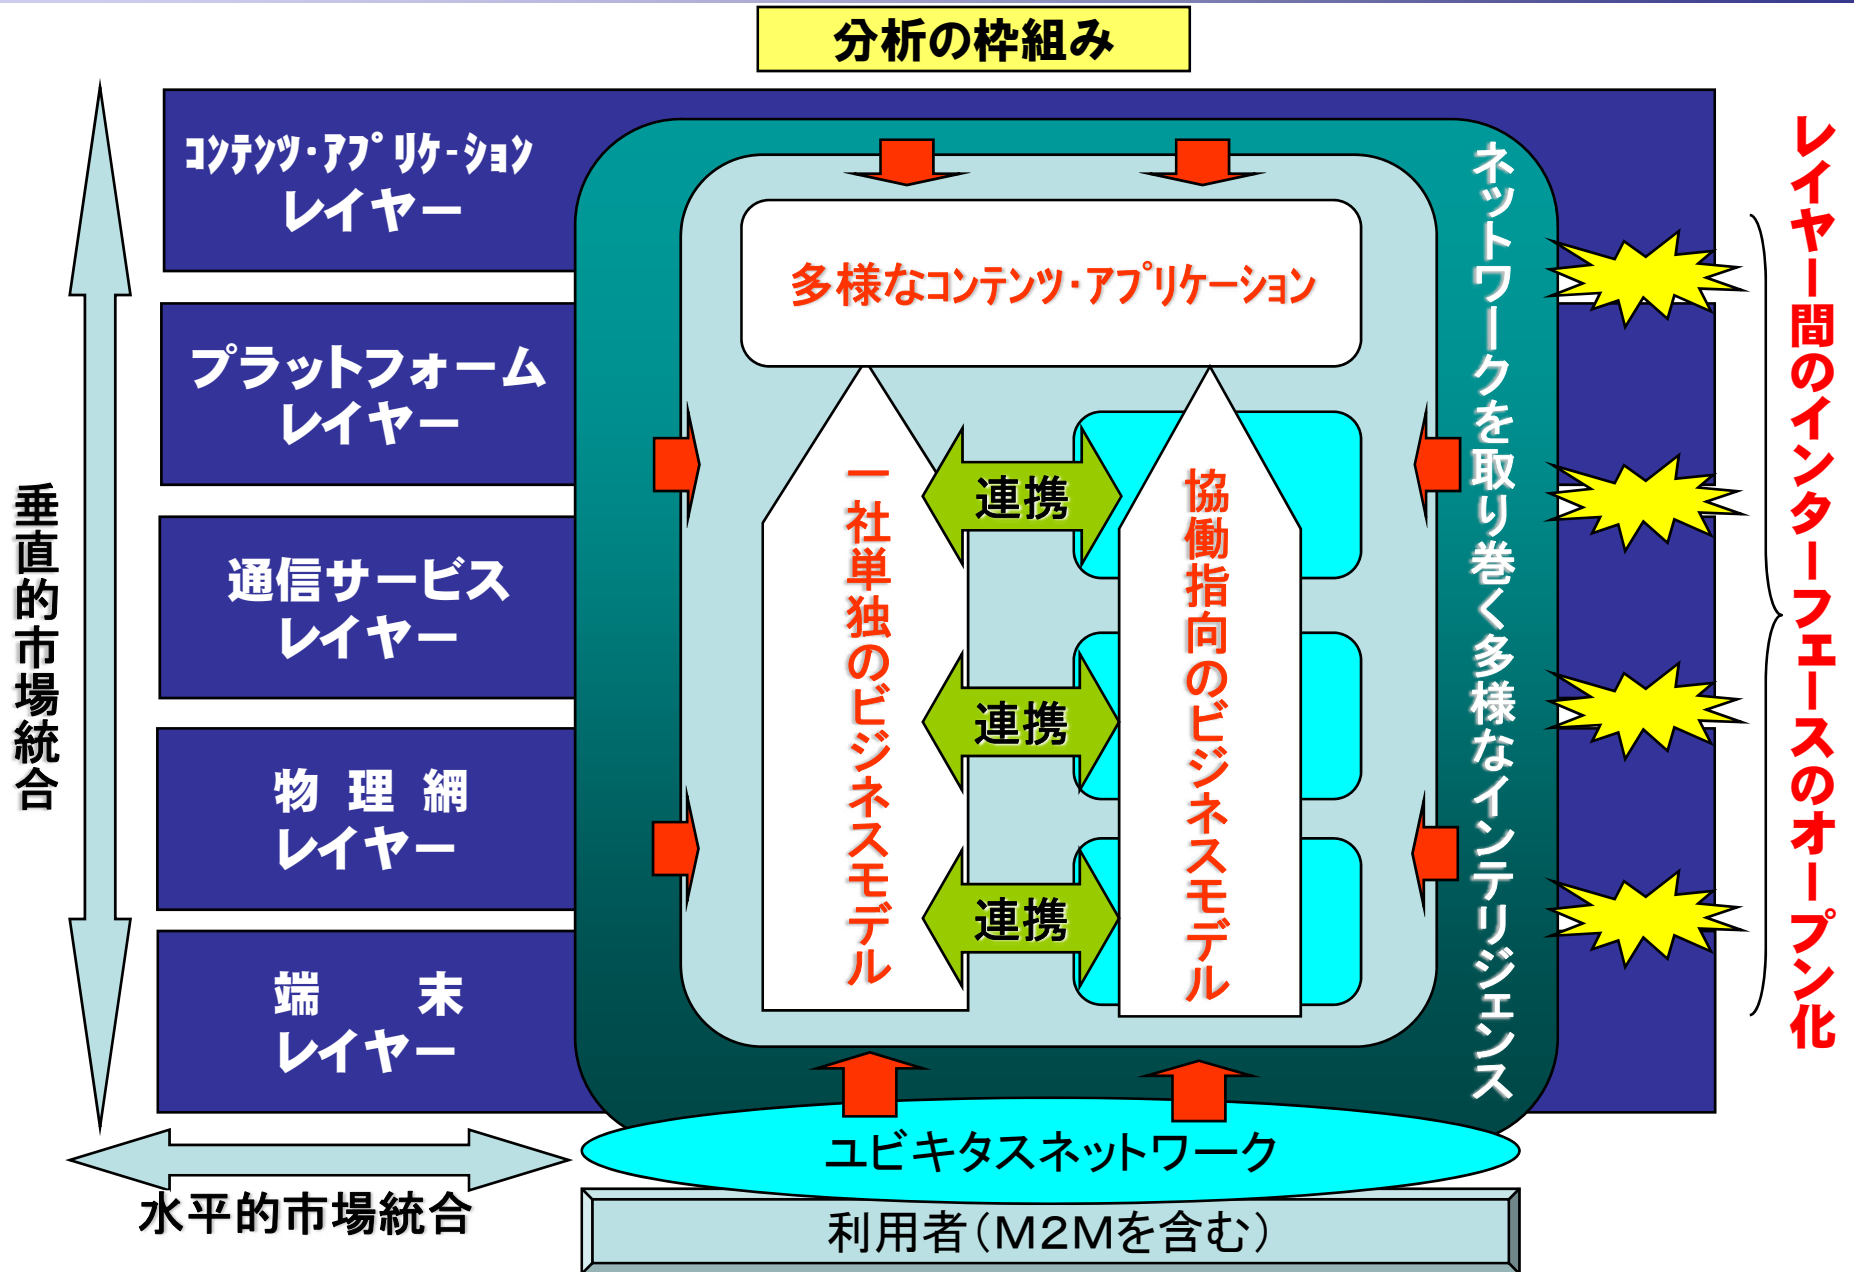 分析の枠組み
ｺﾝﾃﾝﾂ・ｱﾌﾟﾘｹｰｼｮﾝ
レイヤー
プラットフォーム
レイヤー
通信サービス
レイヤー
物 理 網
レイヤー
端 末
レイヤー
垂直的市場統合
水平的市場統合
多様なコンテンツ・アプリケーション
一社単独のビジネスモデル
連携
連携
連携
協働指向のビジネスモデル
ネットワークを取り巻く多様なインテリジェンス
レイヤー間のインターフェースのオープン化
ユビキタスネットワーク
利用者（Ｍ２Ｍを含む）